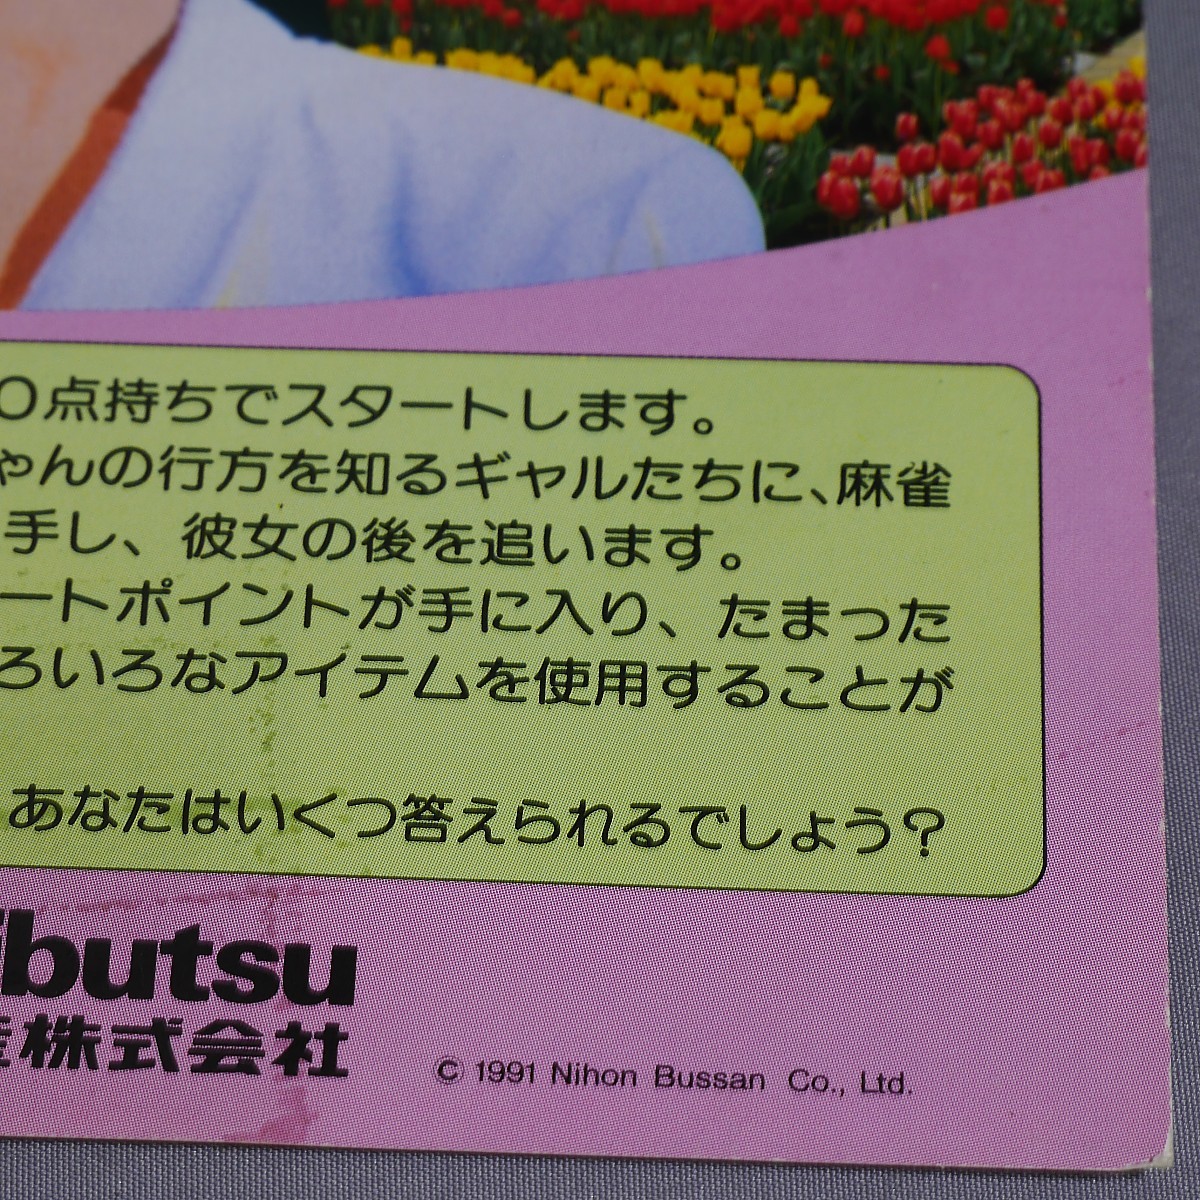 ０点持ちでスタートします。
ゃんの行方を知るギャルたちに、麻雀
手し、彼女の後を追います。
ートポイントが手に入り、たまった
ろいろなアイテムを使用することが
あなたはいくつ答えられるでしょう？
butsu
株式会社
© 1991 Nihon Bussan Co., Ltd.